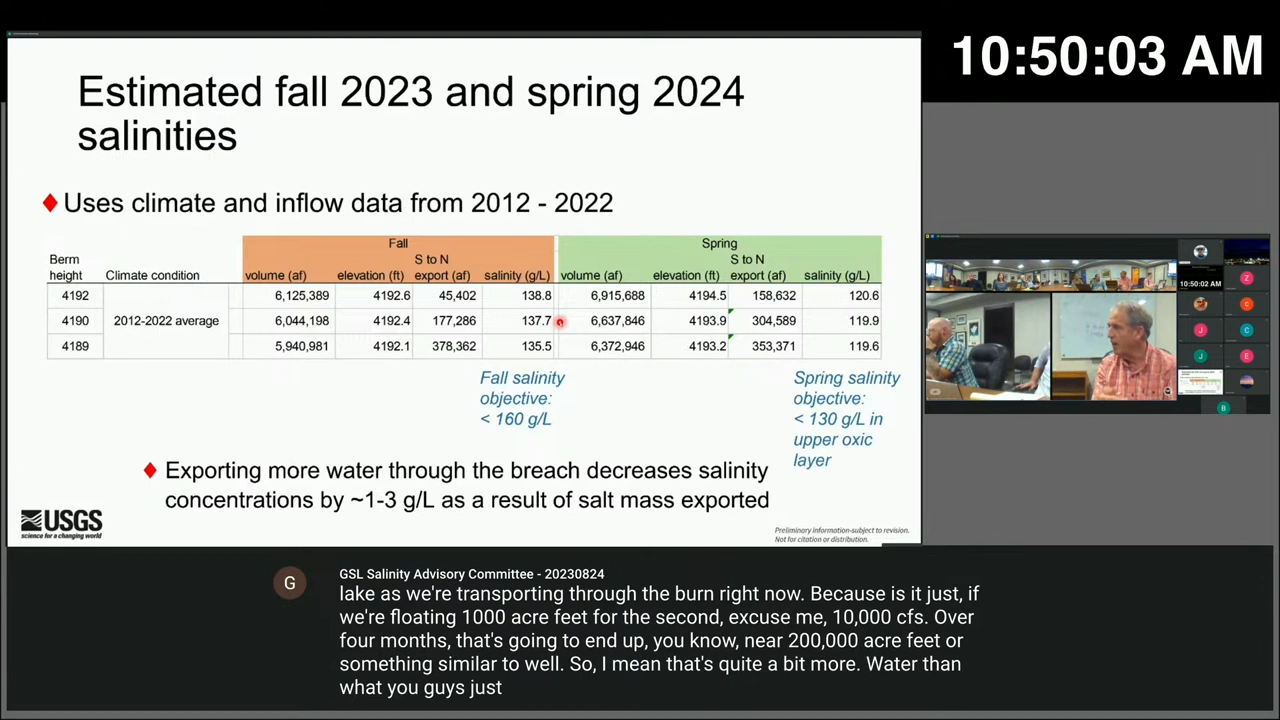 10:50:03 AM
Estimated fall 2023 and spring 2024
salinities
Uses climate and inflow data from 2012 - 2022
Fall
Spring
Berm height
Climate condition
volume (af)
elevation (ft)
S to N export (af)
salinity (g/L)
volume (af)
elevation (ft)
S to N export (af)
salinity (g/L)
4192 6,125,389 4192.6 45,402 138.8 6,915,688 4194.5 158,632 120.6
4190 2012-2022 average 6,044,198 4192.4 177,286 137.7 6,637,846 4193.9 304,589 119.9
4189 5,940,981 4192.1 378,362 135.5 6,372,946 4193.2 353,371 119.6
Fall salinity
objective:
< 160 g/L
Spring salinity
objective:
< 130 g/L in
upper oxic
layer
Exporting more water through the breach decreases salinity
concentrations by ~1-3 g/L as a result of salt mass exported
USGS
science for a changing world
Preliminary information-subject to revision.
Not for citation or distribution.
10:50:02 AM
Z
C
J
C
J
E
B
G
GSL Salinity Advisory Committee - 20230824
lake as we're transporting through the burn right now. Because is it just, if
we're floating 1000 acre feet for the second, excuse me, 10,000 cfs. Over
four months, that's going to end up, you know, near 200,000 acre feet or
something similar to well. So, I mean that's quite a bit more. Water than
what you guys just